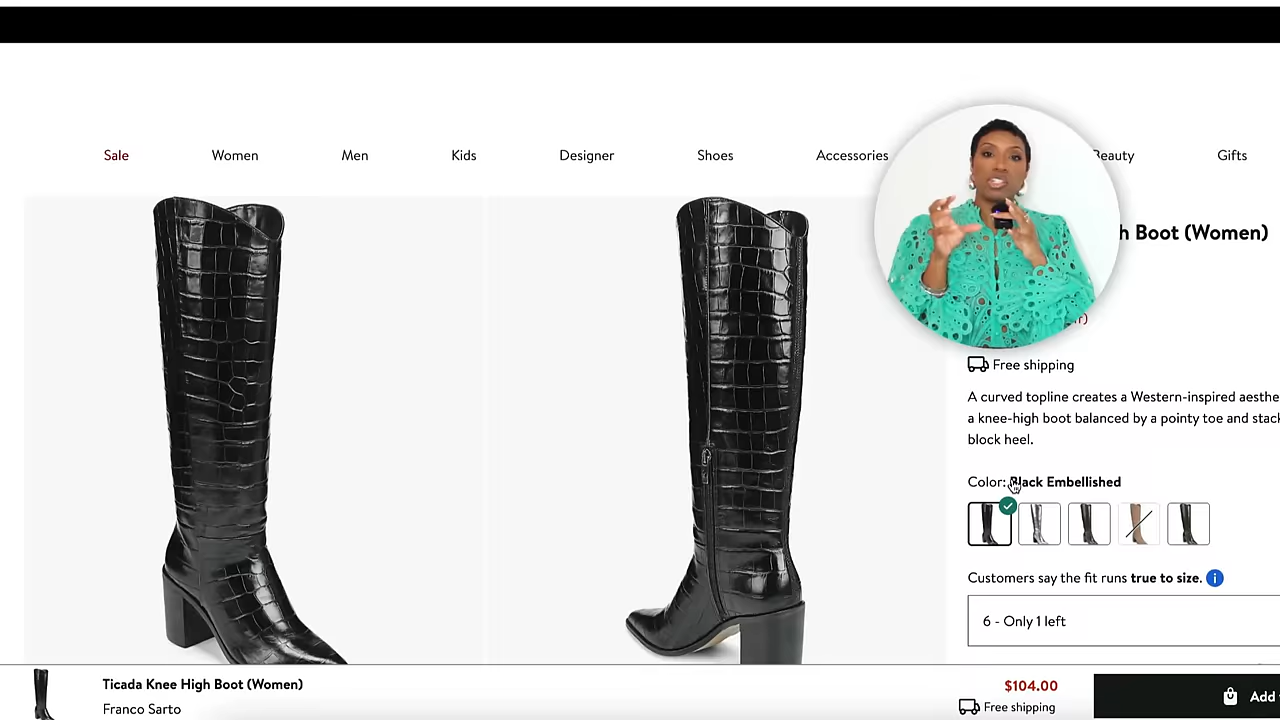 Sale
Women
Men
Kids
Designer
Shoes
Accessories
Beauty
Gifts
h Boot (Women)
Free shipping
A curved topline creates a Western-inspired
a knee-high boot balanced by a pointy toe and
block heel.
Color: Black Embellished
Customers say the fit runs true to size.
6 - Only 1 left
Ticada Knee High Boot (Women)
Franco Sarto
$104.00
Free shipping
Add